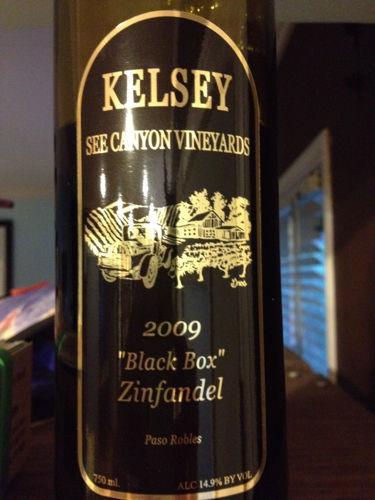 KELSEY
SEE CANYON VINEYARDS
2009
"Black Box"
Zinfandel
Paso Robles
750 ml. ALC 14.9% BY VOL